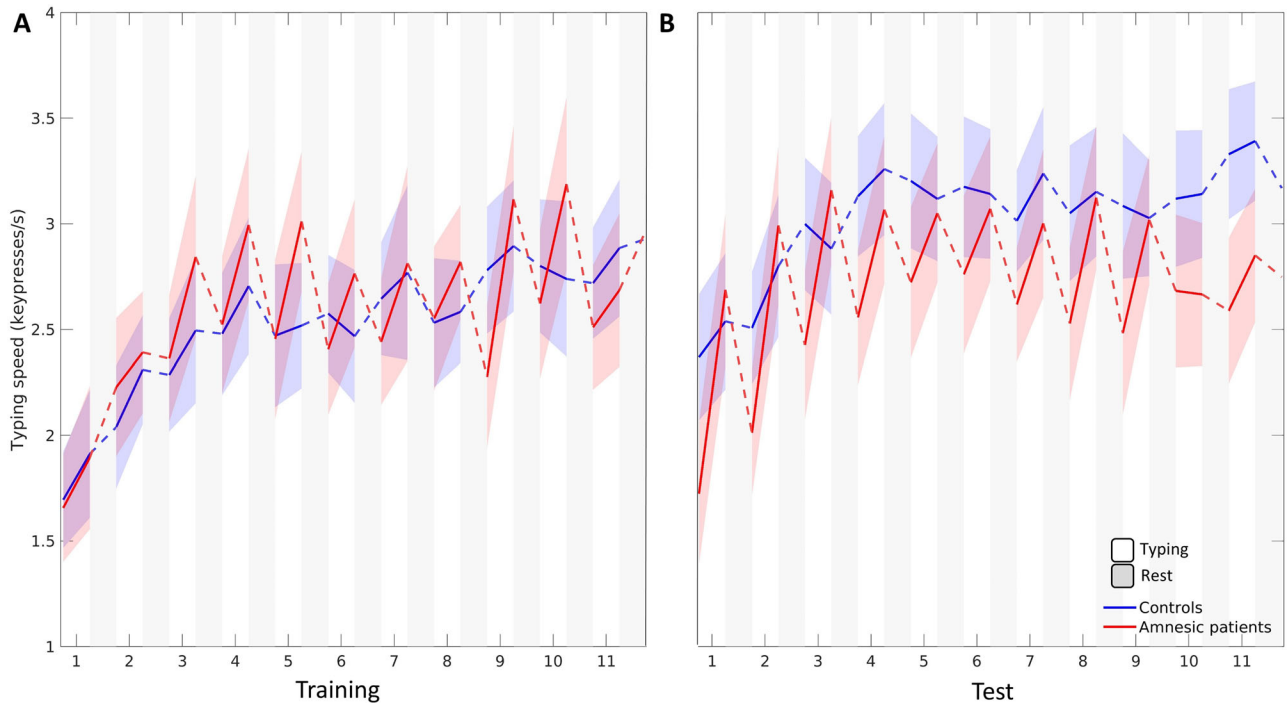 A
B
Typing speed (keypresses/s)
4
3.5
3
2.5
2
1.5
1
1 2 3 4 5 6 7 8 9 10 11
Training
1 2 3 4 5 6 7 8 9 10 11
Test
Typing
Rest
Controls
Amnesic patients